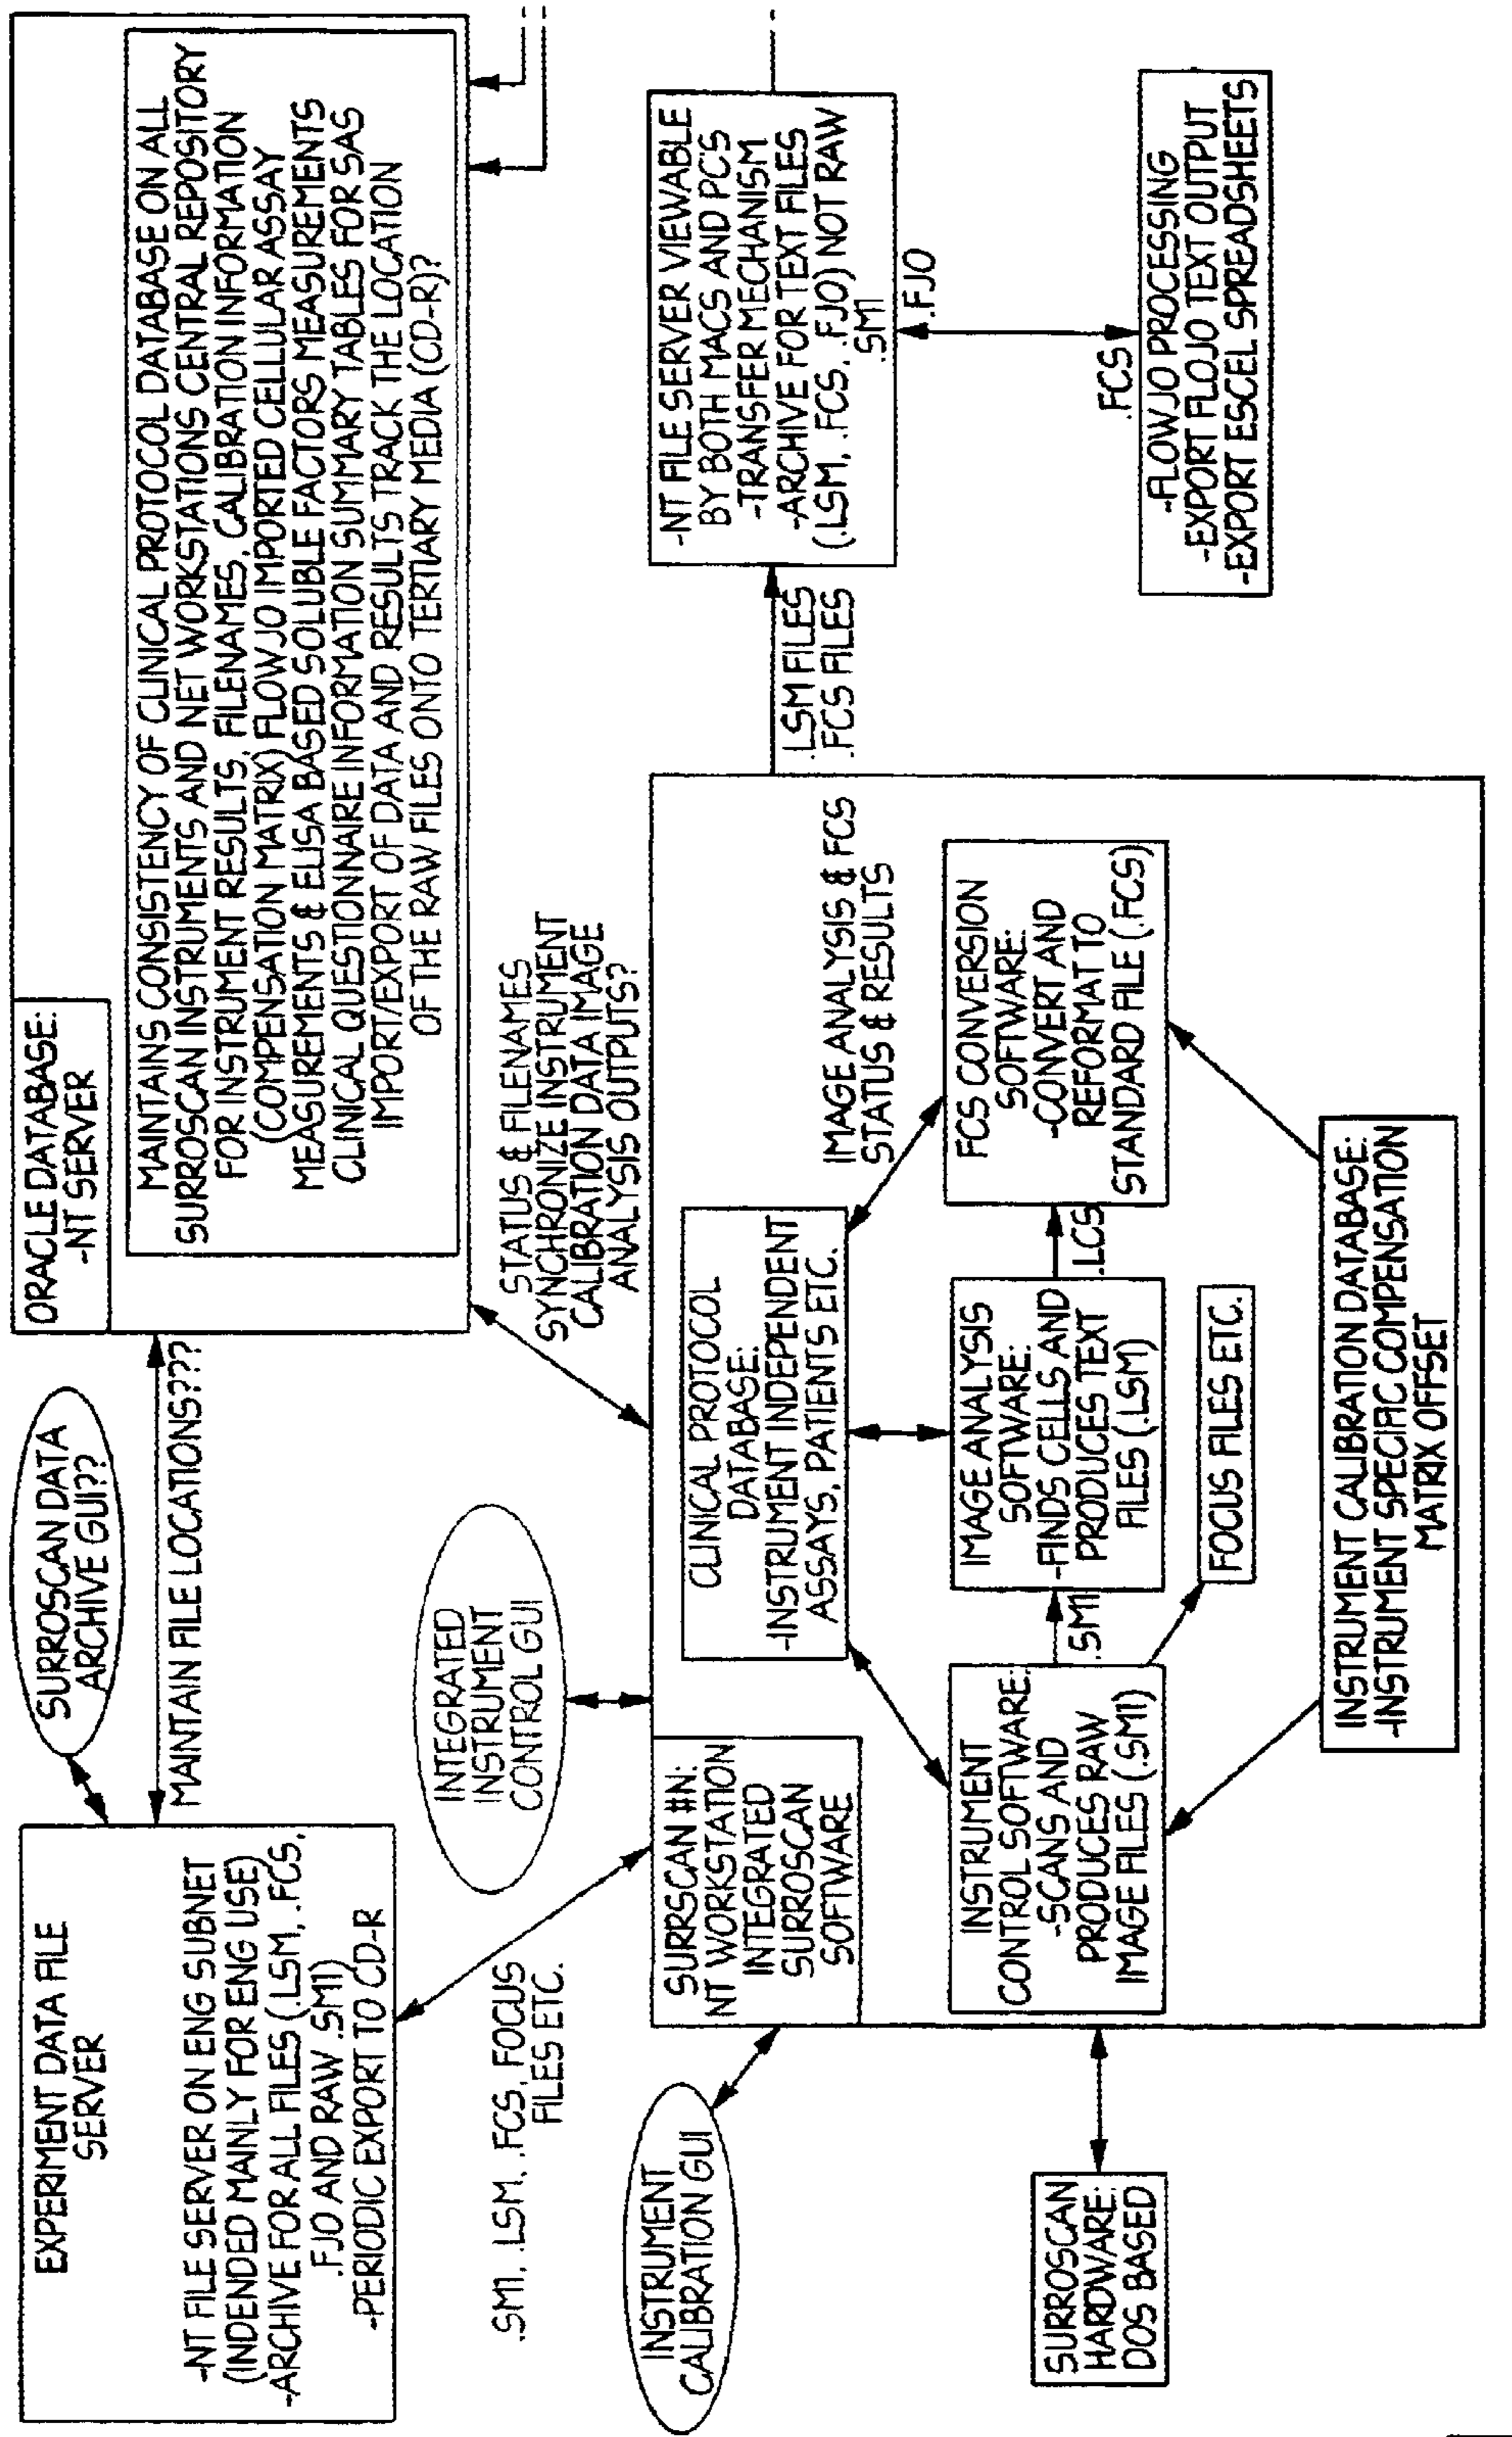 EXPERIMENT DATA FILE
SERVER
-NT FILE SERVER ON ENG SUBNET
(INDENDED MAINLY FOR ENG USE)
-ARCHIVE FOR ALL FILES (.LSM, .FCS,
.FJO AND RAW .SM1)
-PERIODIC EXPORT TO CD-R
SURROSCAN DATA
ARCHIVE GUI??
MAINTAIN FILE LOCATIONS???
ORACLE DATABASE:
-NT SERVER
MAINTAINS CONSISTENCY OF CLINICAL PROTOCOL DATABASE ON ALL
SURROSCAN INSTRUMENTS AND NET WORKSTATIONS CENTRAL REPOSITORY
FOR INSTRUMENT RESULTS, FILENAMES, CALIBRATION INFORMATION
(COMPENSATION MATRIX) FLOWJO IMPORTED CELLULAR ASSAY
MEASUREMENTS & ELISA BASED SOLUBLE FACTORS MEASUREMENTS
CLINICAL QUESTIONNAIRE INFORMATION SUMMARY TABLES FOR SAS
IMPORT/EXPORT OF DATA AND RESULTS TRACK THE LOCATION
OF THE RAW FILES ONTO TERTIARY MEDIA (CD-R)?
.SM1, .LSM, .FCS, FOCUS
FILES ETC.
INTEGRATED
INSTRUMENT
CONTROL GUI
STATUS & FILENAMES
SYNCHRONIZE INSTRUMENT
CALIBRATION DATA IMAGE
ANALYSIS OUTPUTS?
INSTRUMENT
CALIBRATION GUI
SURRSCAN #N:
NT WORKSTATION
INTEGRATED
SURROSCAN
SOFTWARE
CLINICAL PROTOCOL
DATABASE:
-INSTRUMENT INDEPENDENT
ASSAYS, PATIENTS ETC.
IMAGE ANALYSIS & FCS
STATUS & RESULTS
.LSM FILES
.FCS FILES
-NT FILE SERVER VIEWABLE
BY BOTH MACS AND PC'S
-TRANSFER MECHANISM
-ARCHIVE FOR TEXT FILES
(.LSM, .FCS, .FJO) NOT RAW
.SM1
SURROSCAN
HARDWARE:
DOS BASED
INSTRUMENT
CONTROL SOFTWARE:
-SCANS AND
PRODUCES RAW
IMAGE FILES (.SM1)
.SM1
IMAGE ANALYSIS
SOFTWARE:
-FINDS CELLS AND
PRODUCES TEXT
FILES (.LSM)
.LCS
FCS CONVERSION
SOFTWARE:
-CONVERT AND
REFORMAT TO
STANDARD FILE (.FCS)
FOCUS FILES ETC.
INSTRUMENT CALIBRATION DATABASE:
-INSTRUMENT SPECIFIC COMPENSATION
MATRIX OFFSET
.FCS
.FJO
-FLOWJO PROCESSING
-EXPORT FLOJO TEXT OUTPUT
-EXPORT ESCEL SPREADSHEETS